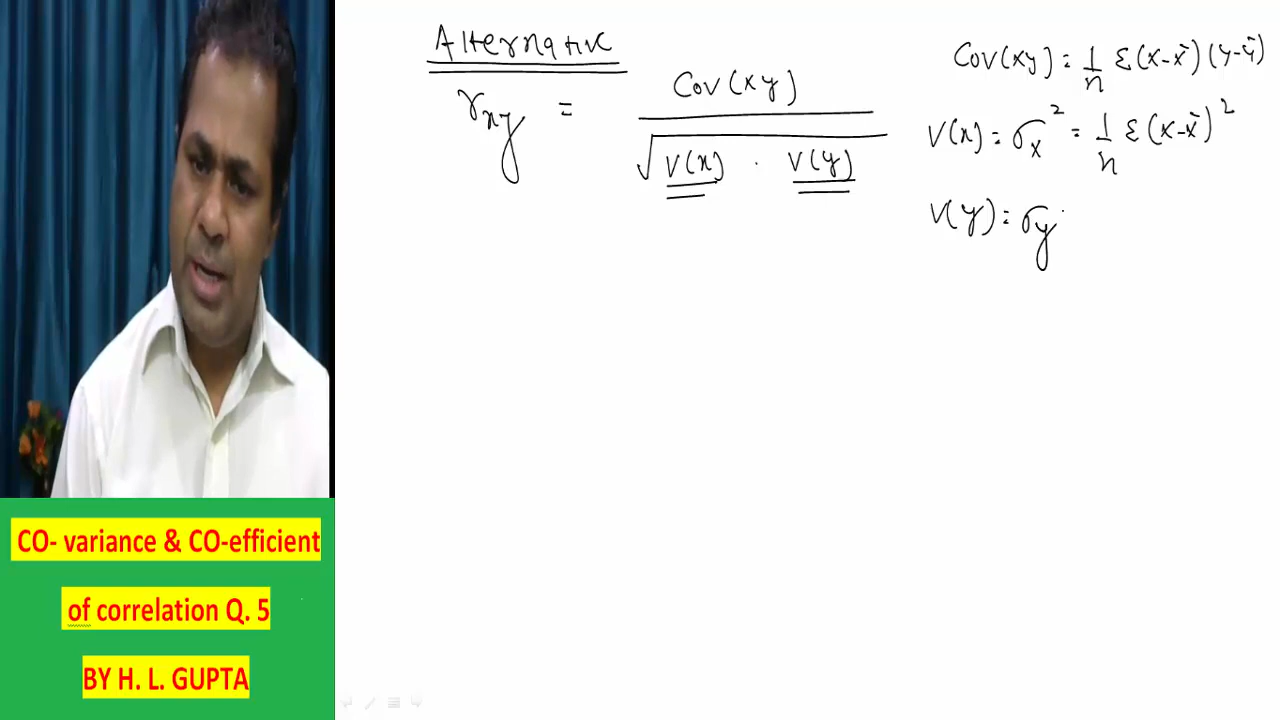 Alternative
r_xy = Cov(xy) / √V(x) · V(y)
Cov(xy) = 1/n Σ(x-x̄)(y-ȳ)
V(x) = σx² = 1/n Σ(x-x̄)²
V(y) = σy
CO- variance & CO-efficient
of correlation Q. 5
BY H. L. GUPTA